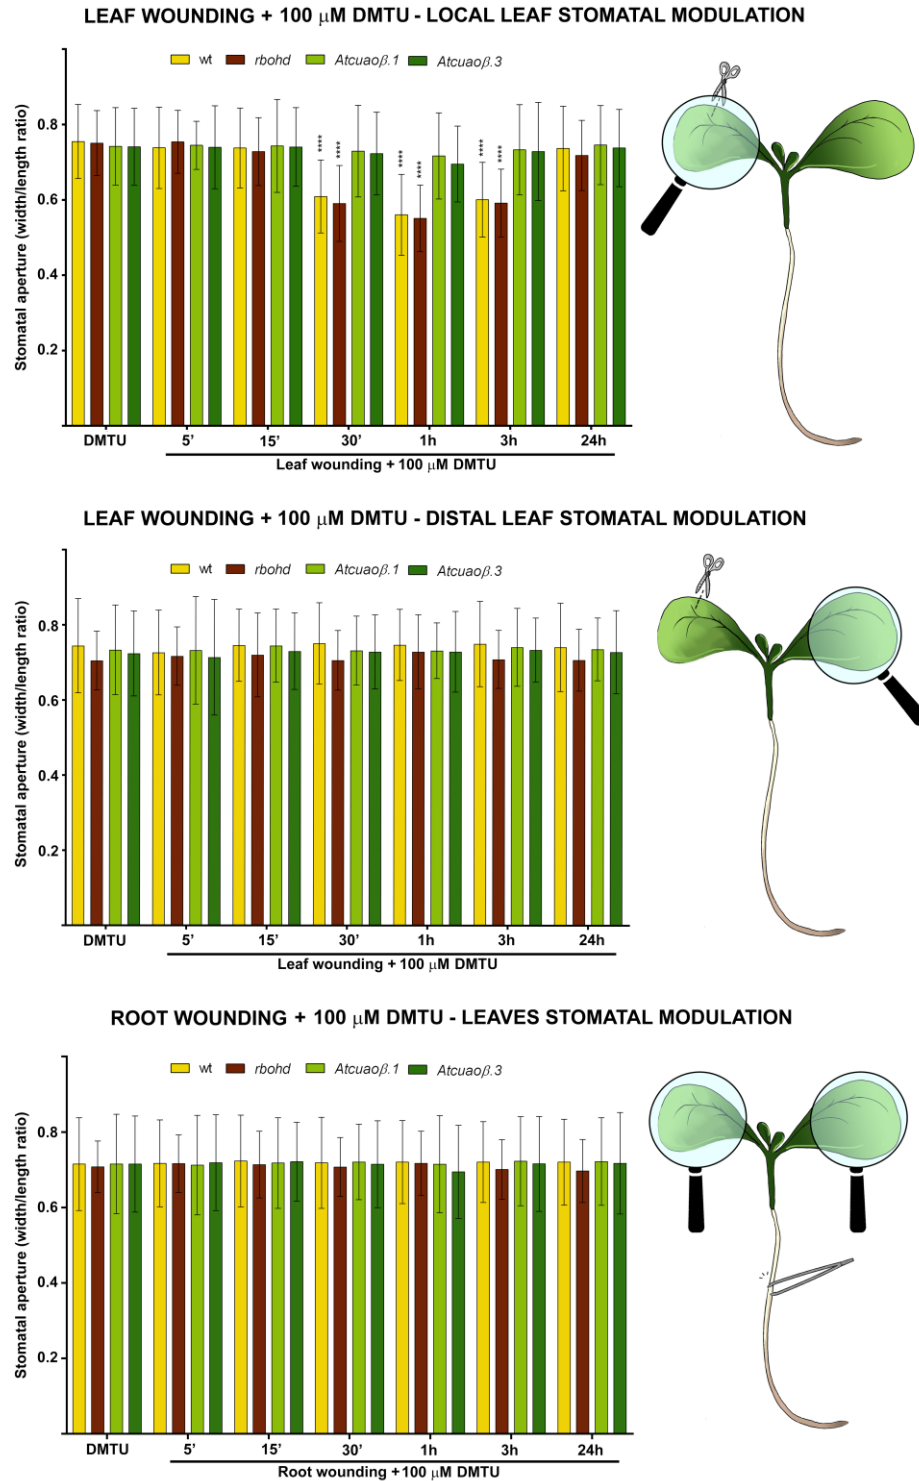 LEAF WOUNDING + 100 μM DMTU - LOCAL LEAF STOMATAL MODULATION
wt rbohd Atcuaoβ.1 Atcuaoβ.3
Stomatal aperture (width/length ratio)
0.8
0.6
0.4
0.2
**** **** **** **** **** ****
DMTU 5' 15' 30' 1h 3h 24h
Leaf wounding + 100 μM DMTU
LEAF WOUNDING + 100 μM DMTU - DISTAL LEAF STOMATAL MODULATION
wt rbohd Atcuaoβ.1 Atcuaoβ.3
Stomatal aperture (width/length ratio)
0.8
0.6
0.4
0.2
DMTU 5' 15' 30' 1h 3h 24h
Leaf wounding + 100 μM DMTU
ROOT WOUNDING + 100 μM DMTU - LEAVES STOMATAL MODULATION
wt rbohd Atcuaoβ.1 Atcuaoβ.3
Stomatal aperture (width/length ratio)
0.8
0.6
0.4
0.2
DMTU 5' 15' 30' 1h 3h 24h
Root wounding + 100 μM DMTU